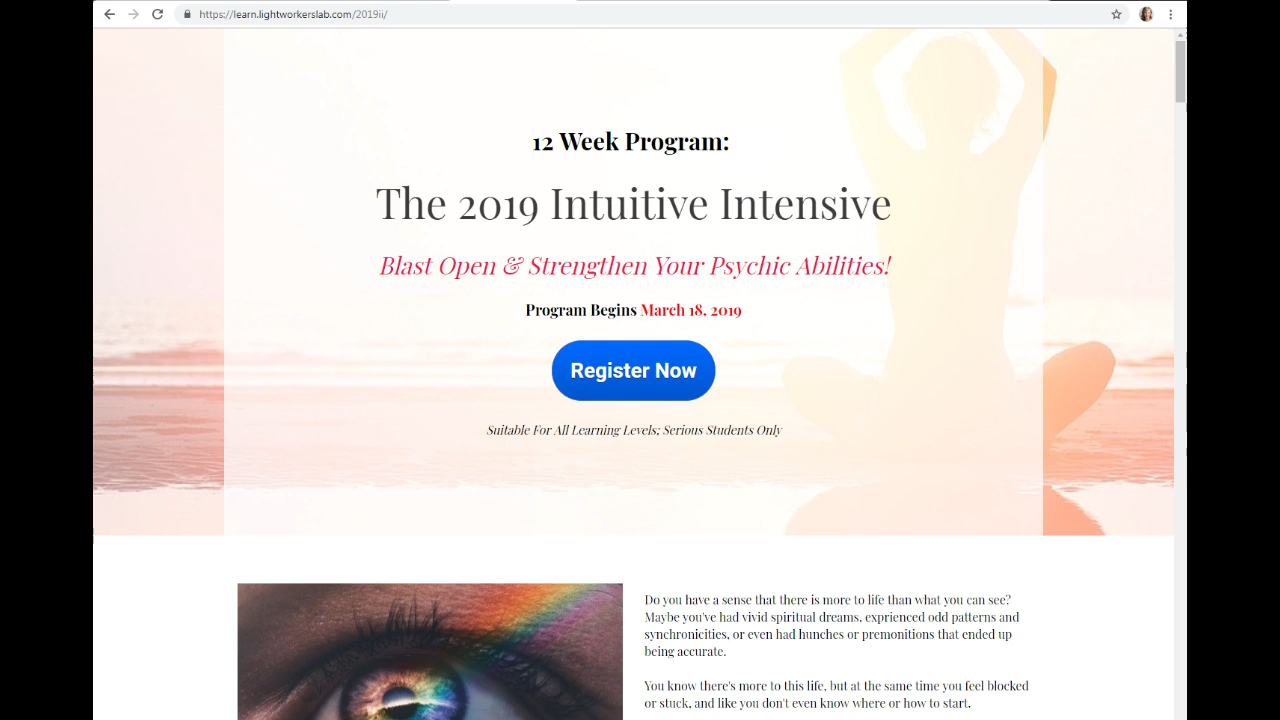 https://learn.lightworkerslab.com/2019ii/
12 Week Program:
The 2019 Intuitive Intensive
Blast Open & Strengthen Your Psychic Abilities!
Program Begins March 18, 2019
Register Now
Suitable For All Learning Levels; Serious Students Only
Do you have a sense that there is more to life than what you can see?
Maybe you've had vivid spiritual dreams, exprienced odd patterns and
synchronicities, or even had hunches or premonitions that ended up
being accurate.
You know there's more to this life, but at the same time you feel blocked
or stuck, and like you don't even know where or how to start.